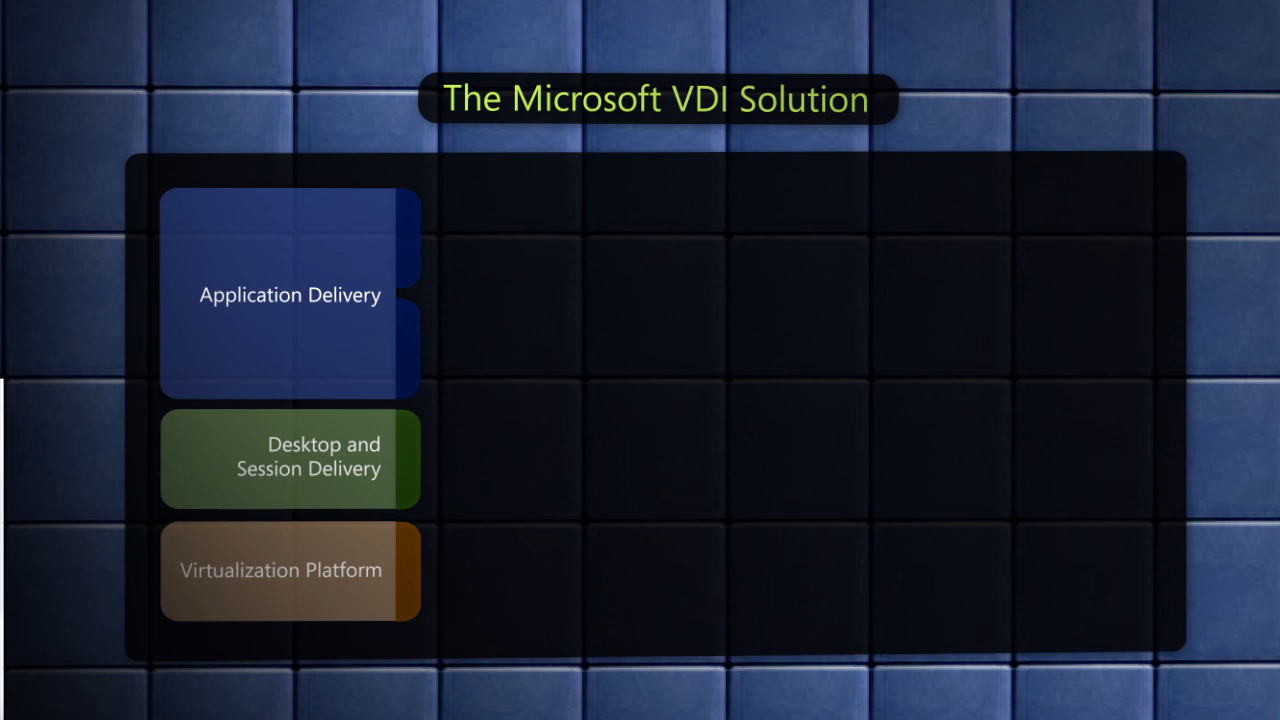 The Microsoft VDI Solution
Application Delivery
Desktop and
Session Delivery
Virtualization Platform